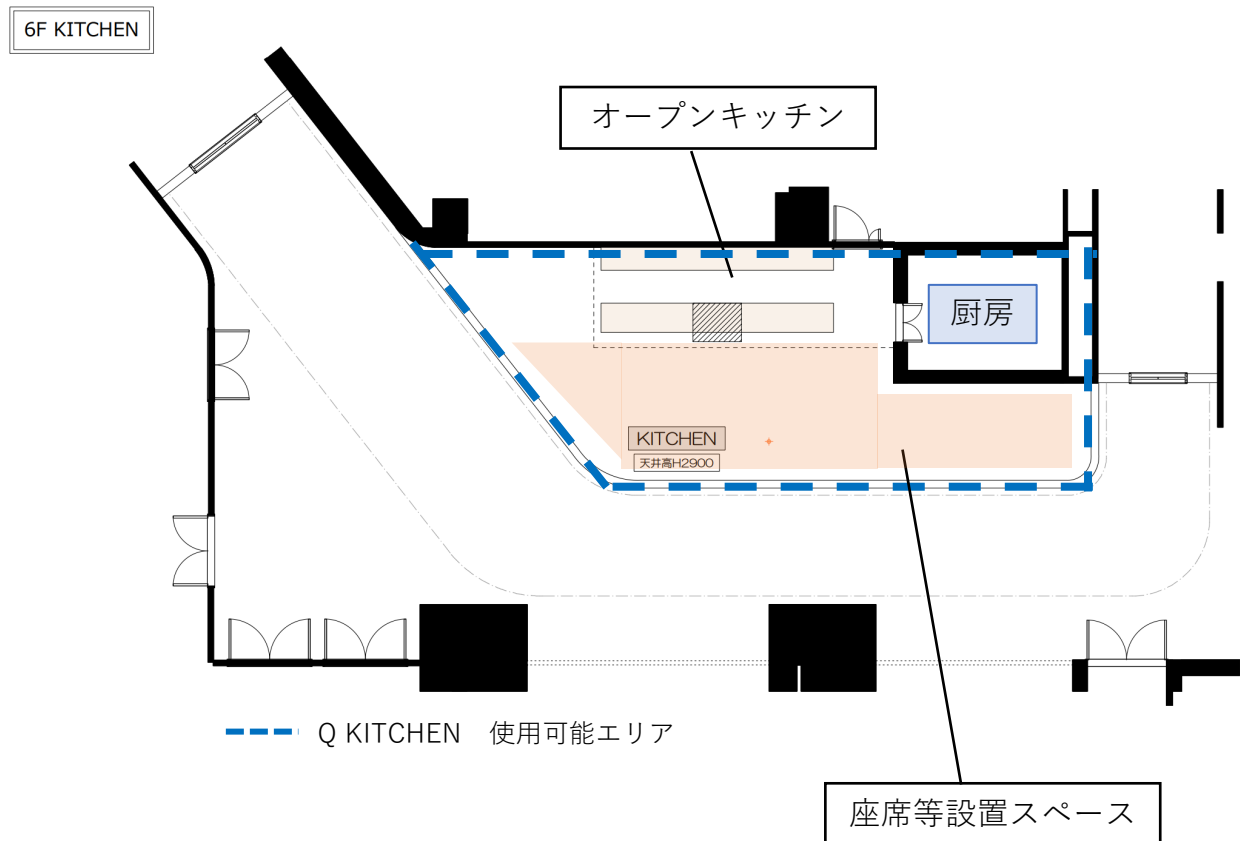 6F KITCHEN
オープンキッチン
厨房
KITCHEN
天井高H2900
Q KITCHEN　使用可能エリア
座席等設置スペース